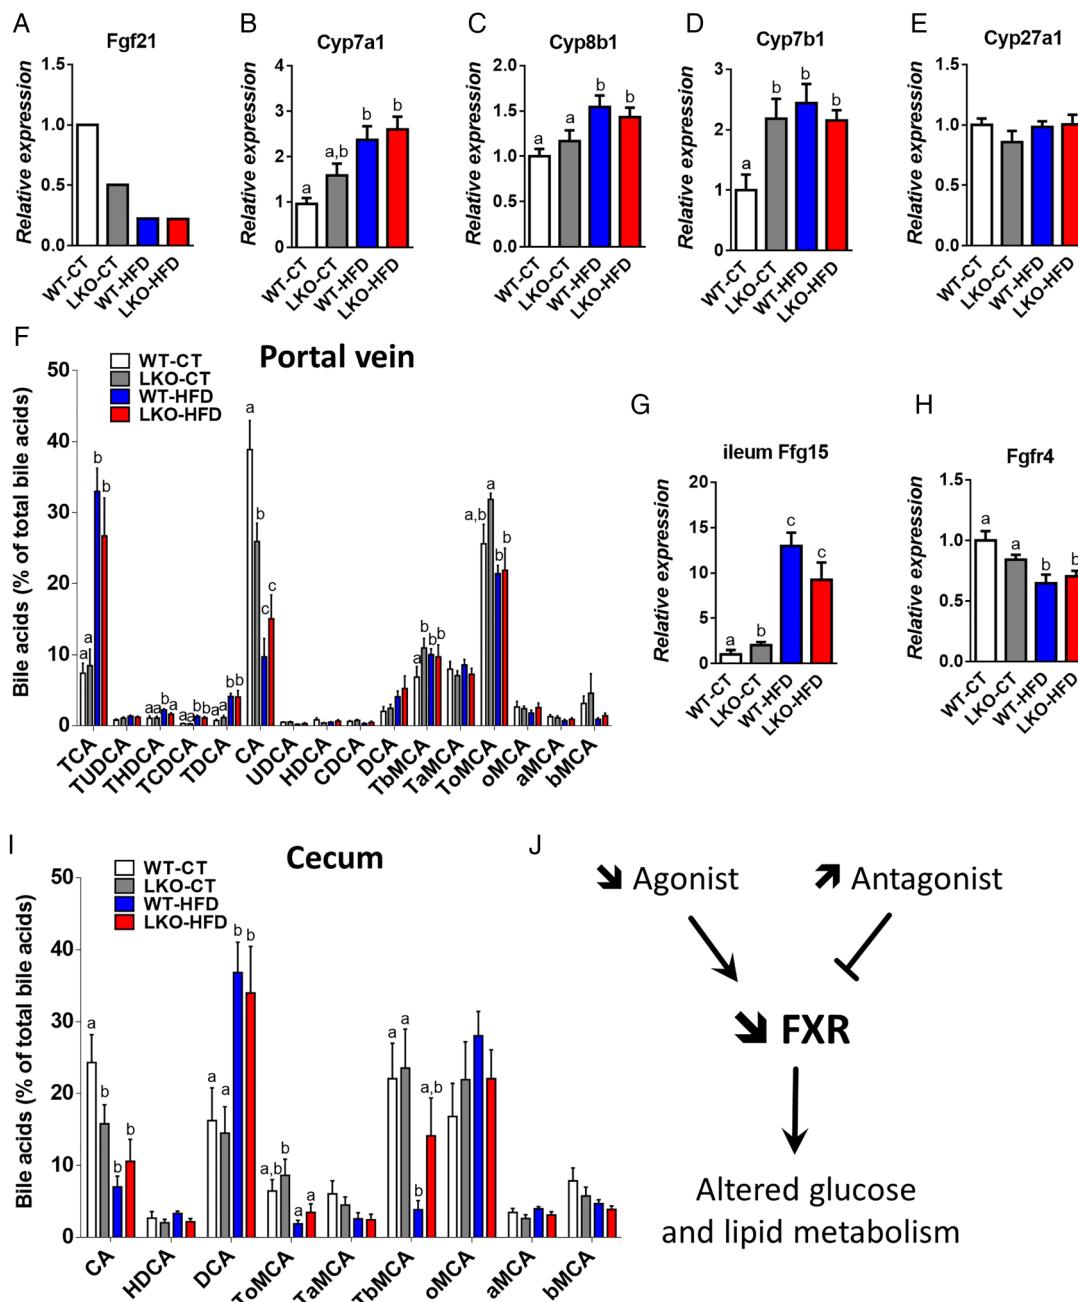 A
Fgf21
Relative expression
1.5
1.0
0.5
0.0
WT-CT
LKO-CT
WT-HFD
LKO-HFD
B
Cyp7a1
Relative expression
4
3
2
1
0
a
a,b
b
b
WT-CT
LKO-CT
WT-HFD
LKO-HFD
C
Cyp8b1
Relative expression
2.0
1.5
1.0
0.5
0.0
a
a
b
b
WT-CT
LKO-CT
WT-HFD
LKO-HFD
D
Cyp7b1
Relative expression
3
2
1
0
a
b
b
b
WT-CT
LKO-CT
WT-HFD
LKO-HFD
E
Cyp27a1
Relative expression
1.5
1.0
0.5
0.0
WT-CT
LKO-CT
WT-HFD
LKO-HFD
F
Portal vein
WT-CT
LKO-CT
WT-HFD
LKO-HFD
Bile acids (% of total bile acids)
50
40
30
20
10
0
a
a
b
b
a
a
b
a
a
a
b
b
a
a
b
b
a
b
c
c
a
b
b
b
a,b
a
b
b
TCA
TUDCA
THDCA
TCDCA
TDCA
CA
UDCA
HDCA
CDCA
DCA
TbMCA
TaMCA
ToMCA
oMCA
aMCA
bMCA
G
ileum Ffg15
Relative expression
20
15
10
5
0
a
b
c
c
WT-CT
LKO-CT
WT-HFD
LKO-HFD
H
Fgfr4
Relative expression
1.5
1.0
0.5
0.0
a
a
b
b
WT-CT
LKO-CT
WT-HFD
LKO-HFD
I
Cecum
WT-CT
LKO-CT
WT-HFD
LKO-HFD
Bile acids (% of total bile acids)
50
40
30
20
10
0
a
b
b
b
a
a
b
b
a,b
b
a
a
a
a
b
a,b
CA
HDCA
DCA
ToMCA
TaMCA
TbMCA
oMCA
aMCA
bMCA
J
Agonist
Antagonist
FXR
Altered glucose
and lipid metabolism